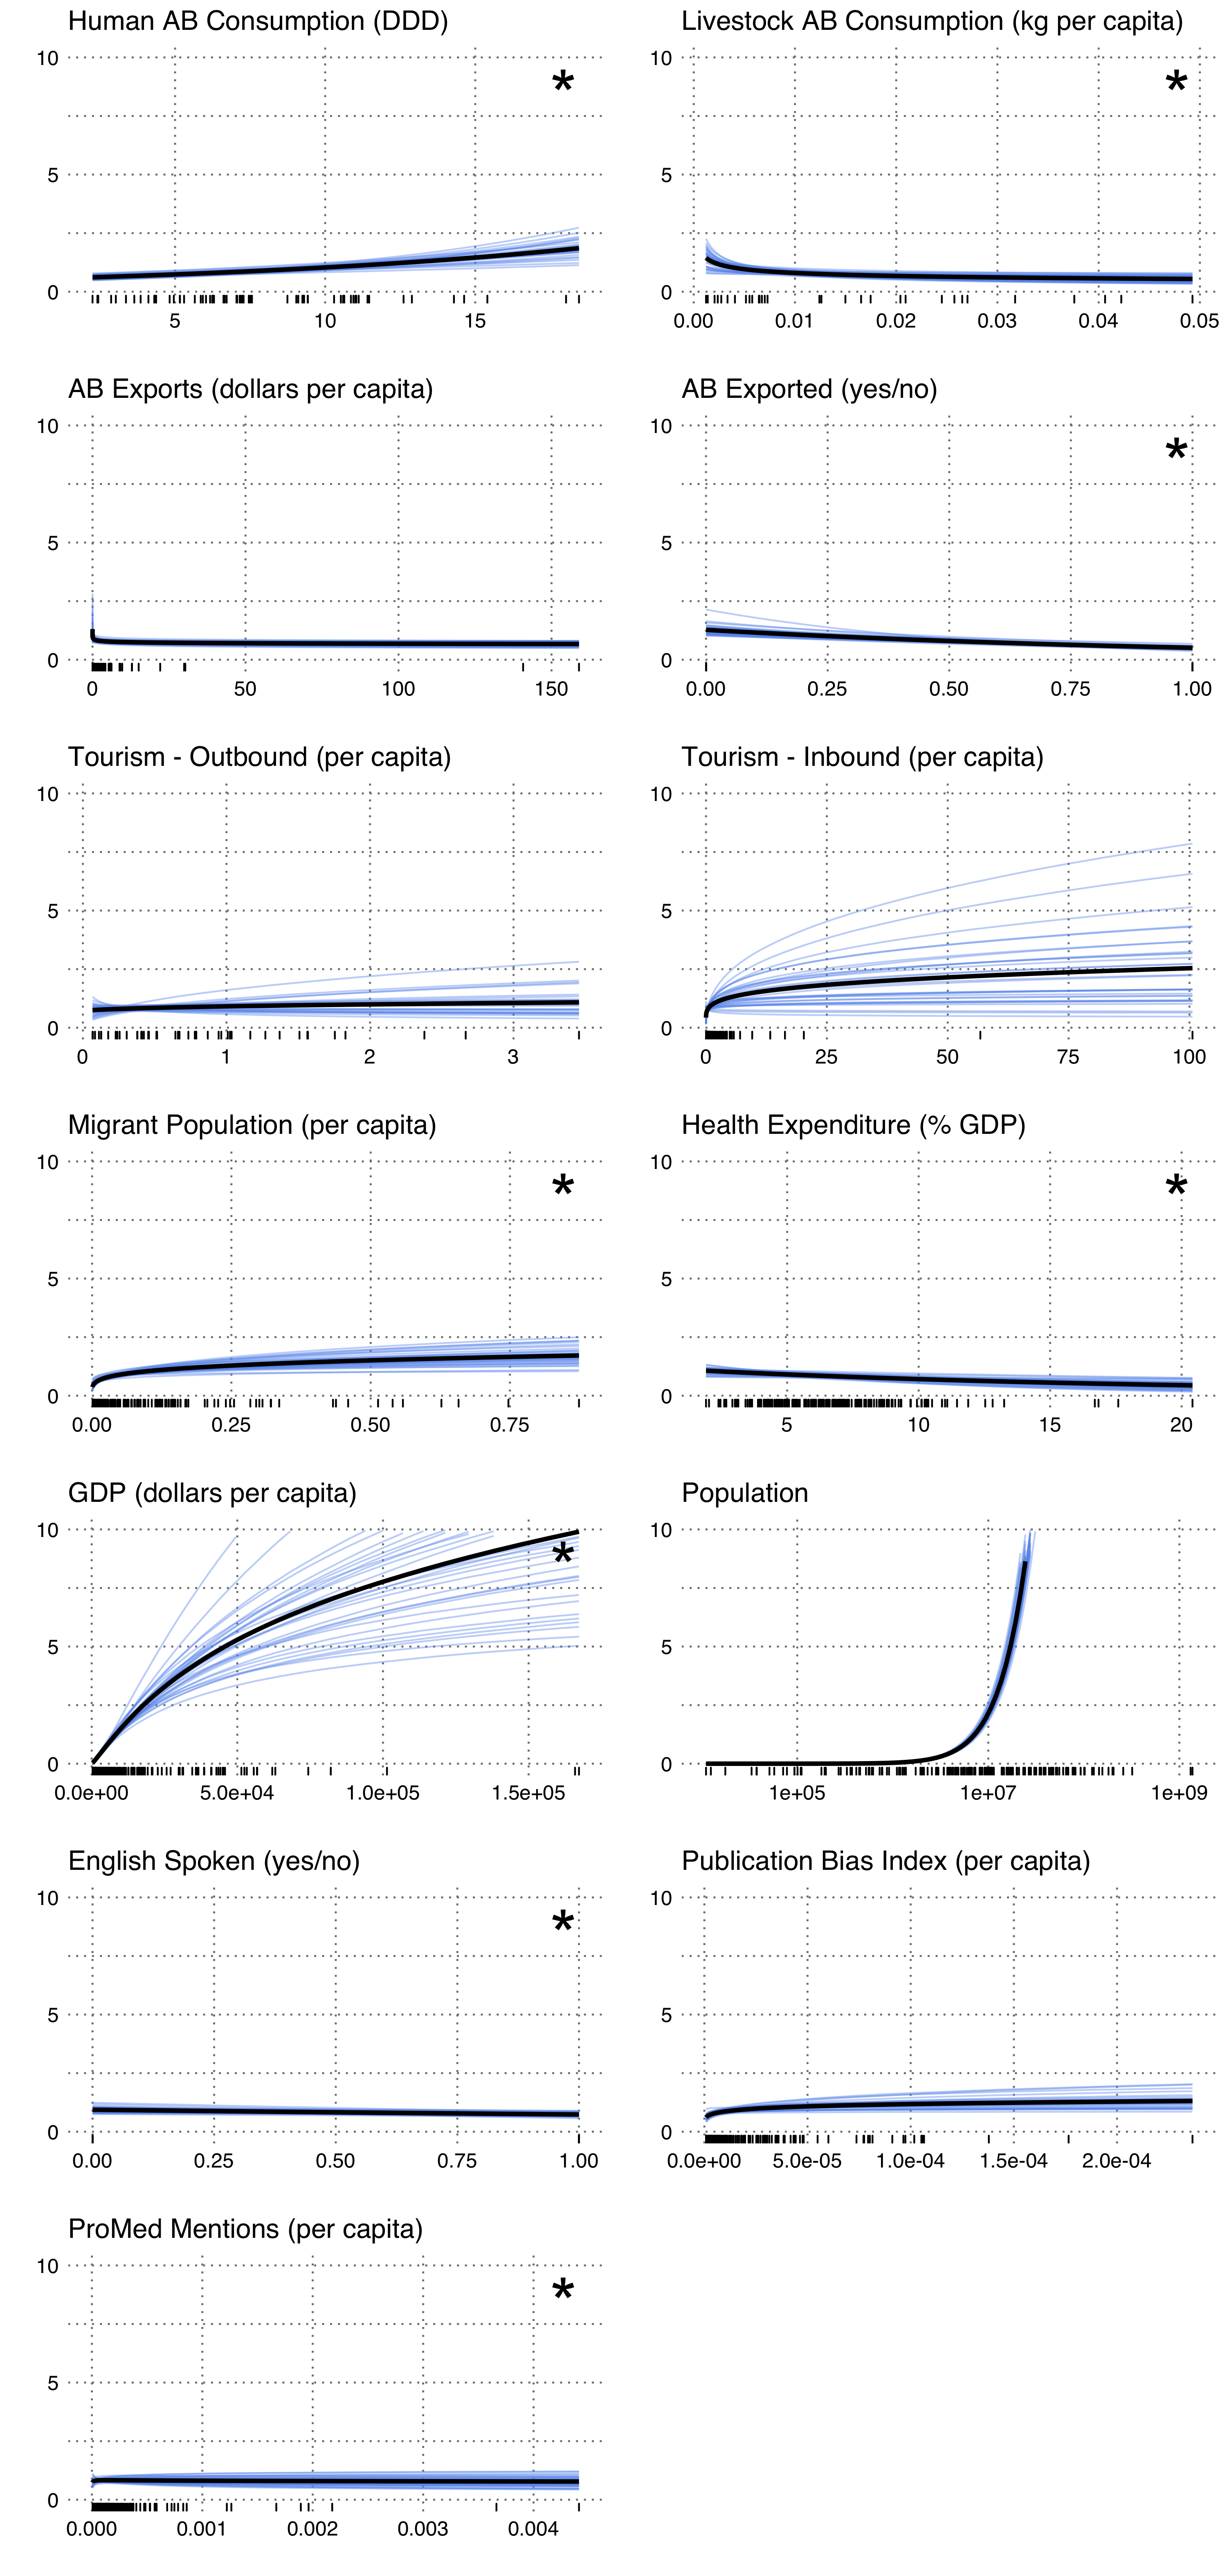 Human AB Consumption (DDD)
Livestock AB Consumption (kg per capita)
10
5
0
*
5 10 15
10
5
0
*
0.00 0.01 0.02 0.03 0.04 0.05
AB Exports (dollars per capita)
AB Exported (yes/no)
10
5
0
0 50 100 150
10
5
0
*
0.00 0.25 0.50 0.75 1.00
Tourism - Outbound (per capita)
Tourism - Inbound (per capita)
10
5
0
0 1 2 3
10
5
0
0 25 50 75 100
Migrant Population (per capita)
Health Expenditure (% GDP)
10
5
0
*
0.00 0.25 0.50 0.75
10
5
0
*
5 10 15 20
GDP (dollars per capita)
Population
10
5
0
*
0.0e+00 5.0e+04 1.0e+05 1.5e+05
10
5
0
1e+05 1e+07 1e+09
English Spoken (yes/no)
Publication Bias Index (per capita)
10
5
0
*
0.00 0.25 0.50 0.75 1.00
10
5
0
0.0e+00 5.0e-05 1.0e-04 1.5e-04 2.0e-04
ProMed Mentions (per capita)
10
5
0
*
0.000 0.001 0.002 0.003 0.004